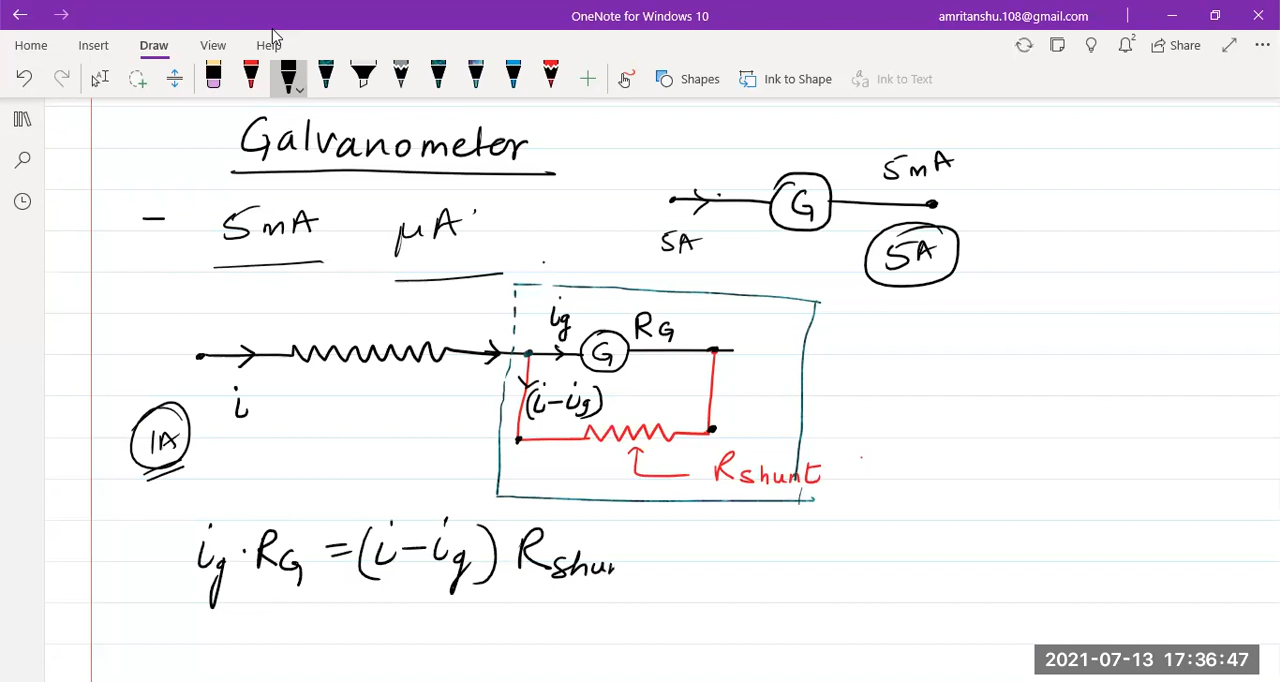 OneNote for Windows 10
amritanshu.108@gmail.com
Home Insert Draw View Help
Share
Shapes Ink to Shape Ink to Text
Galvanometer
- 5mA μA
5mA
G
5A
5A
ig
G
RG
i
(i-ig)
1A
Rshunt
ig · RG = (i-ig) Rshun
2021-07-13 17:36:47